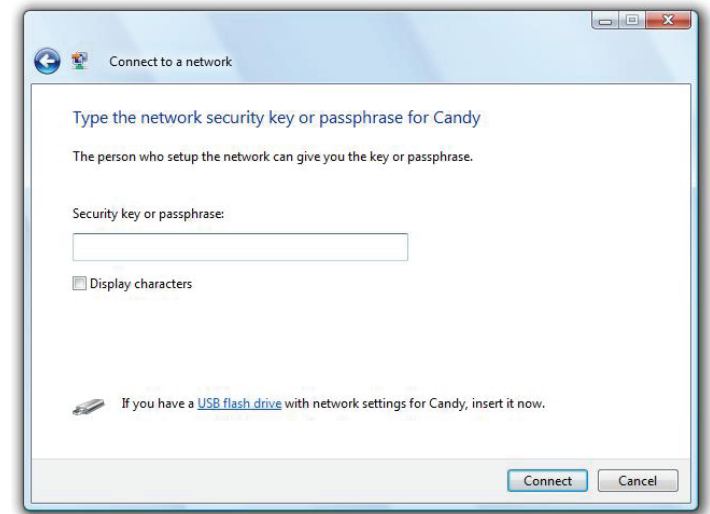 Connect to a network
Type the network security key or passphrase for Candy
The person who setup the network can give you the key or passphrase.
Security key or passphrase:
Display characters
If you have a USB flash drive with network settings for Candy, insert it now.
Connect Cancel